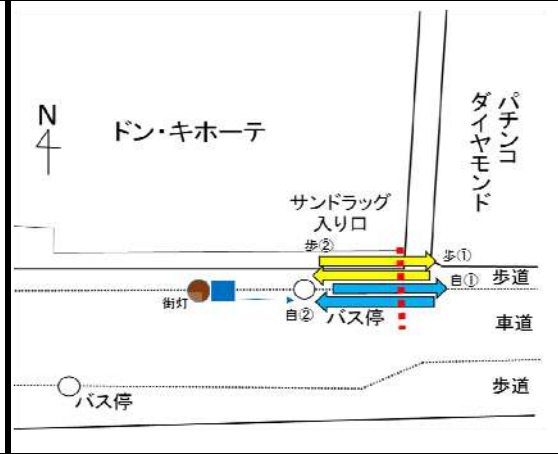 N
ドン・キホーテ
パチンコ
ダイヤモンド
サンドラッグ
入り口
歩②
歩①
自①
歩道
街灯
自②
バス停
車道
歩道
バス停